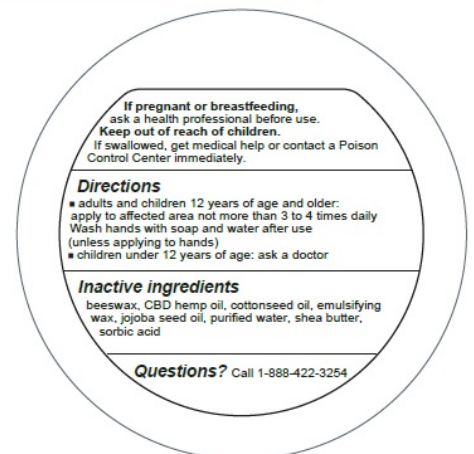 If pregnant or breastfeeding,
ask a health professional before use.
Keep out of reach of children.
If swallowed, get medical help or contact a Poison
Control Center immediately.
Directions
▪ adults and children 12 years of age and older:
apply to affected area not more than 3 to 4 times daily
Wash hands with soap and water after use
(unless applying to hands)
▪ children under 12 years of age: ask a doctor
Inactive ingredients
beeswax, CBD hemp oil, cottonseed oil, emulsifying
wax, jojoba seed oil, purified water, shea butter,
sorbic acid
Questions? Call 1-888-422-3254